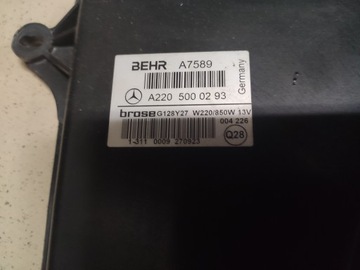 BEHR A7589
Germany
A220 500 02 93
brose G128Y27 W220/850W 13V
004 226
1-311 0009 270923
Q28